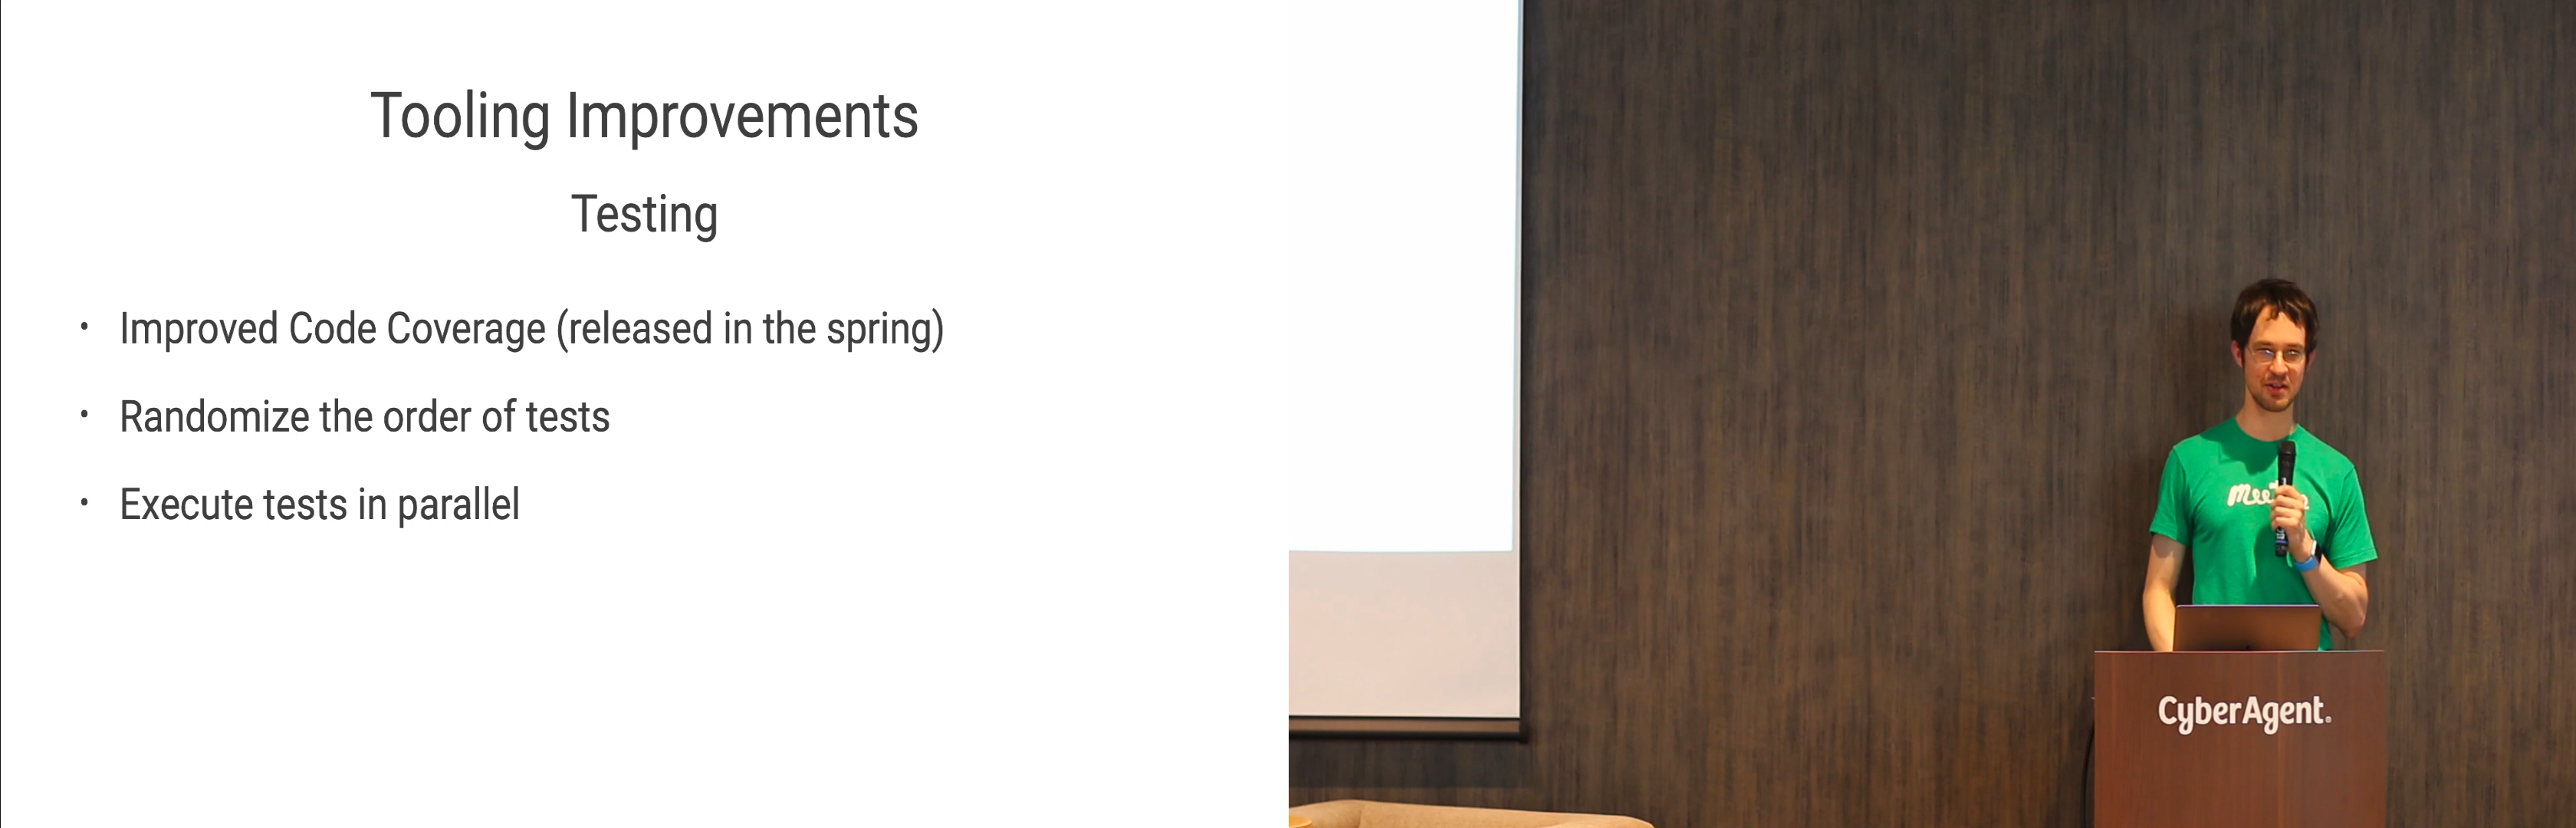 Tooling Improvements
Testing
• Improved Code Coverage (released in the spring)
• Randomize the order of tests
• Execute tests in parallel
CyberAgent.